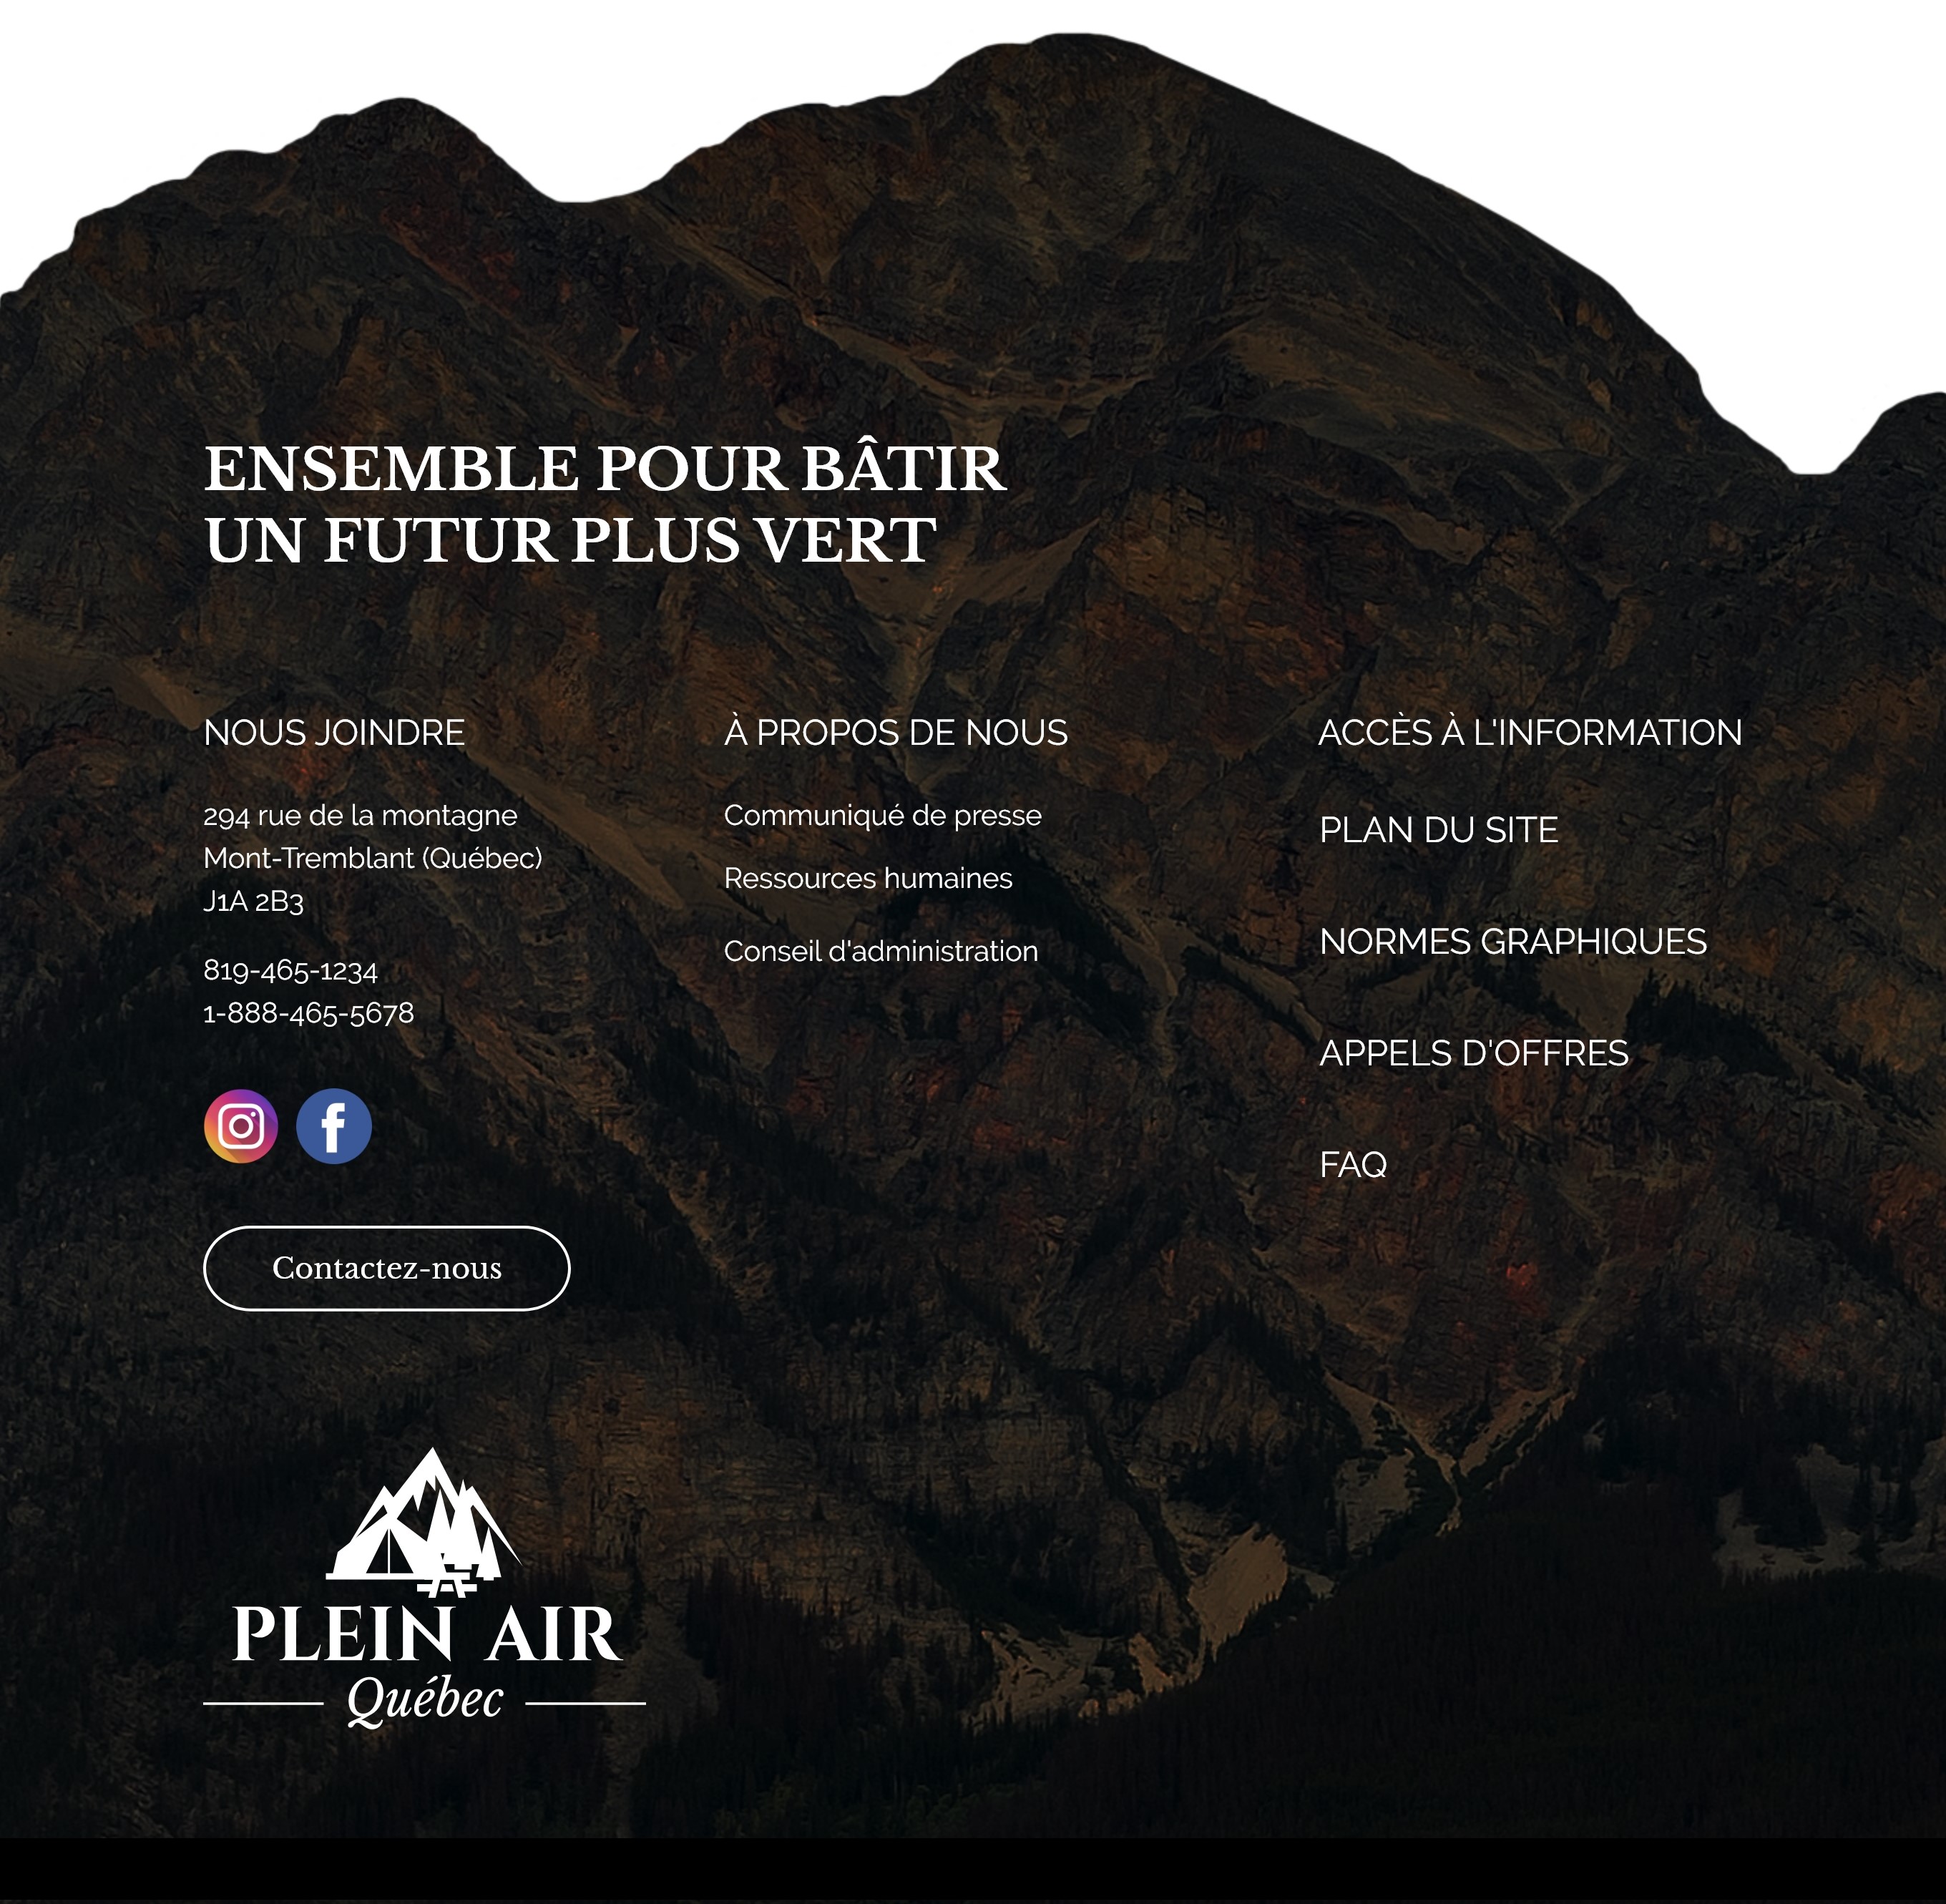 ENSEMBLE POUR BÂTIR
UN FUTUR PLUS VERT
NOUS JOINDRE
294 rue de la montagne
Mont-Tremblant (Québec)
J1A 2B3
819-465-1234
1-888-465-5678
Contactez-nous
À PROPOS DE NOUS
Communiqué de presse
Ressources humaines
Conseil d'administration
ACCÈS À L'INFORMATION
PLAN DU SITE
NORMES GRAPHIQUES
APPELS D'OFFRES
FAQ
PLEIN AIR
Québec